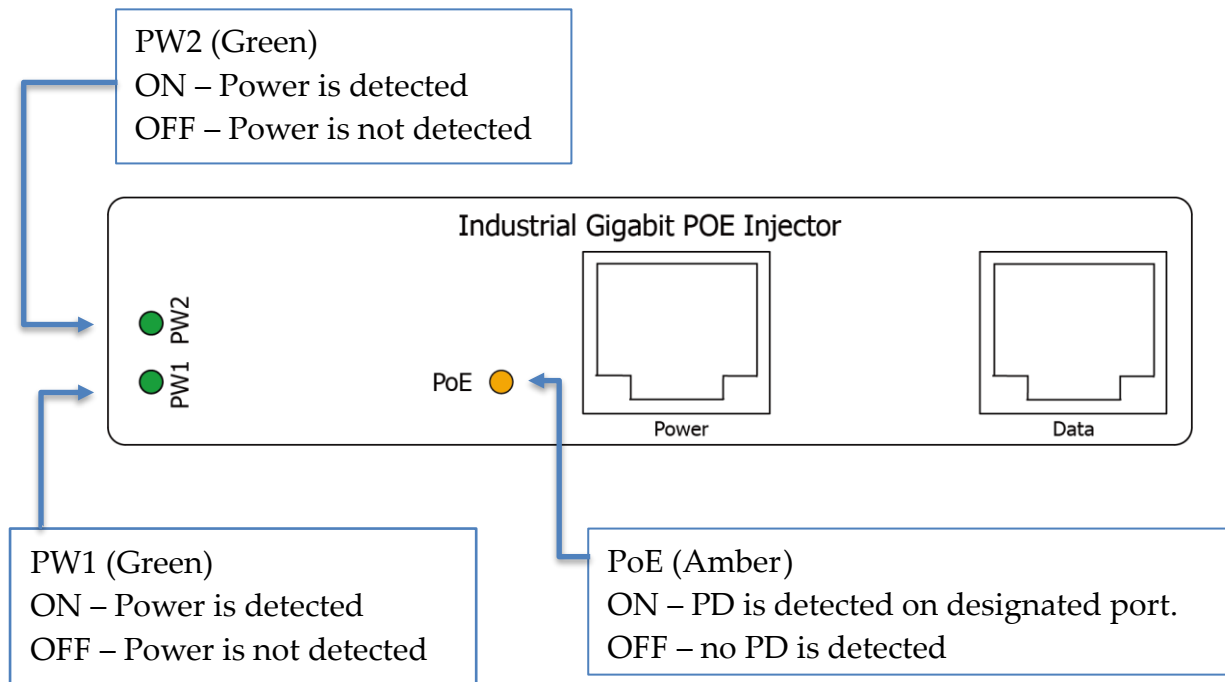 PW2 (Green)
ON – Power is detected
OFF – Power is not detected
Industrial Gigabit POE Injector
PW2
PW1
PoE
Power
Data
PW1 (Green)
ON – Power is detected
OFF – Power is not detected
PoE (Amber)
ON – PD is detected on designated port.
OFF – no PD is detected